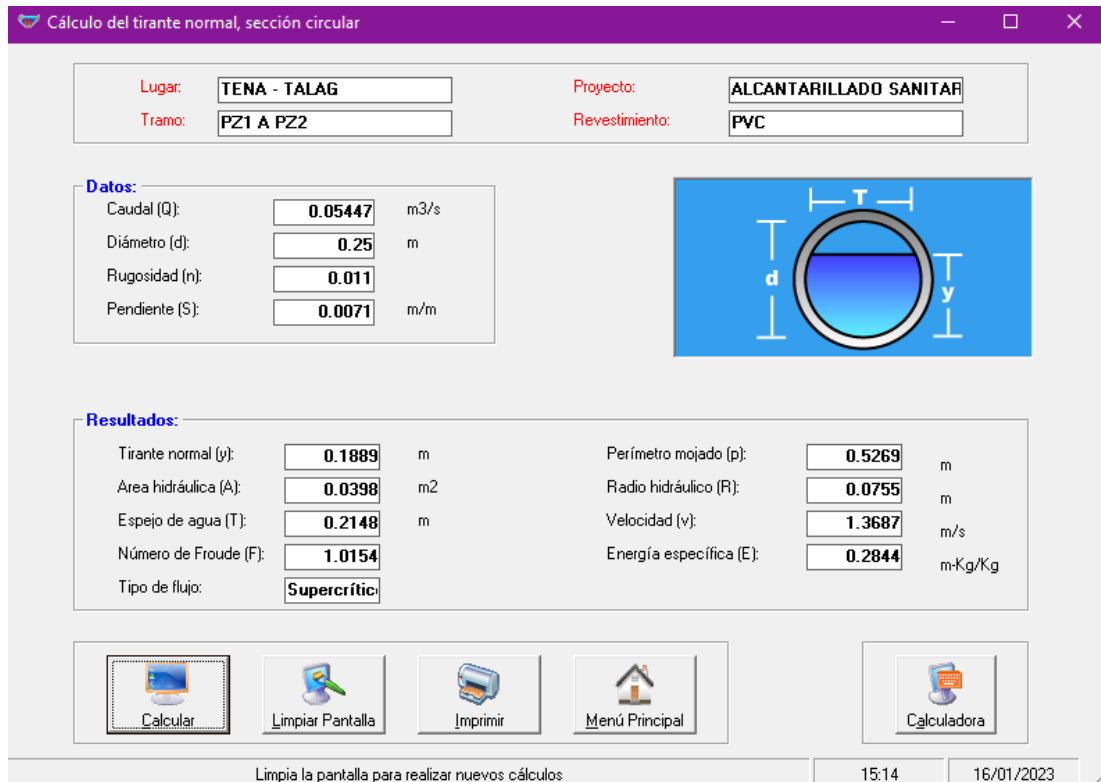 Cálculo del tirante normal, sección circular
Lugar: TENA - TALAG Proyecto: ALCANTARILLADO SANITAR
Tramo: PZ1 A PZ2 Revestimiento: PVC
Datos:
Caudal (Q): 0.05447 m3/s
Diámetro (d): 0.25 m
Rugosidad (n): 0.011
Pendiente (S): 0.0071 m/m
T
d
y
Resultados:
Tirante normal (y): 0.1889 m Perímetro mojado (p): 0.5269 m
Area hidráulica (A): 0.0398 m2 Radio hidráulico (R): 0.0755 m
Espejo de agua (T): 0.2148 m Velocidad (v): 1.3687 m/s
Número de Froude (F): 1.0154 Energía específica (E): 0.2844 m-Kg/Kg
Tipo de flujo: Supercrític
Calcular Limpiar Pantalla Imprimir Menú Principal Calculadora
Limpia la pantalla para realizar nuevos cálculos 15:14 16/01/2023